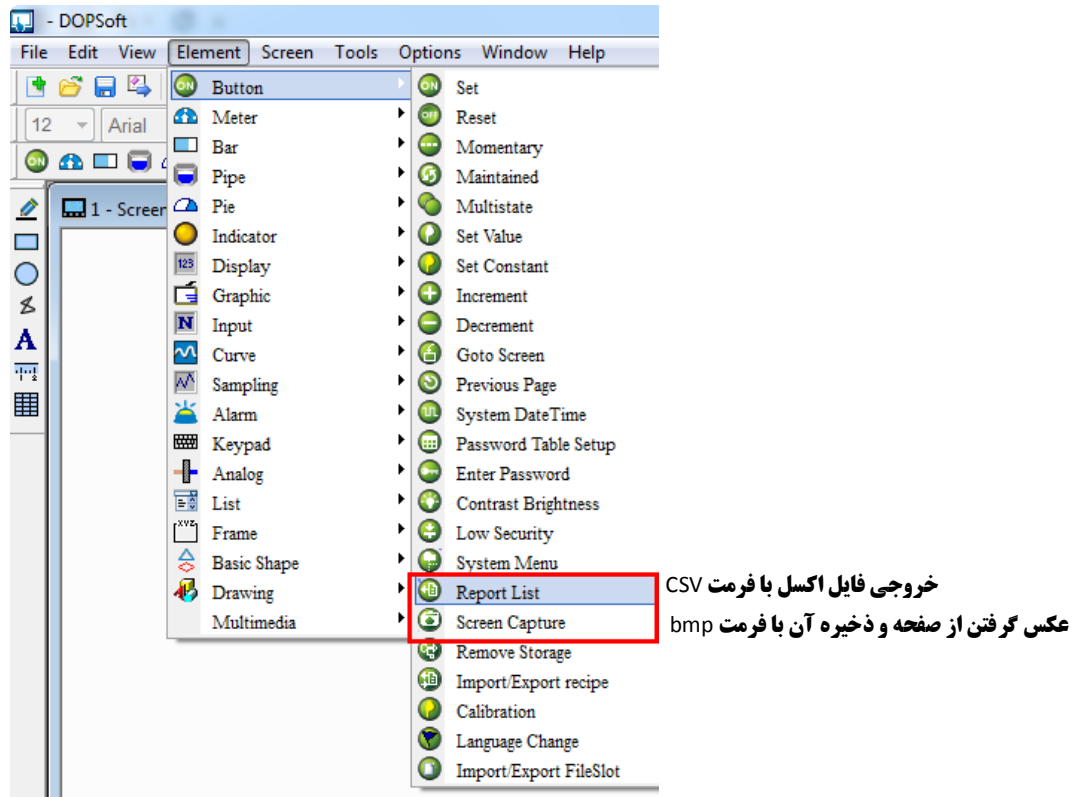 - DOPSoft
File Edit View Element Screen Tools Options Window Help
12 Arial
1 - Screen
Button
Meter
Bar
Pipe
Pie
Indicator
123 Display
Graphic
N Input
Curve
Sampling
Alarm
Keypad
Analog
List
XYZ Frame
Basic Shape
Drawing
Multimedia
ON Set
OFF Reset
Momentary
Maintained
Multistate
Set Value
Set Constant
Increment
Decrement
Goto Screen
Previous Page
System DateTime
Password Table Setup
Enter Password
Contrast Brightness
Low Security
System Menu
Report List
Screen Capture
Remove Storage
Import/Export recipe
Calibration
Language Change
Import/Export FileSlot
خروجی فایل اکسل با فرمت CSV
عکس گرفتن از صفحه و ذخیره آن با فرمت bmp